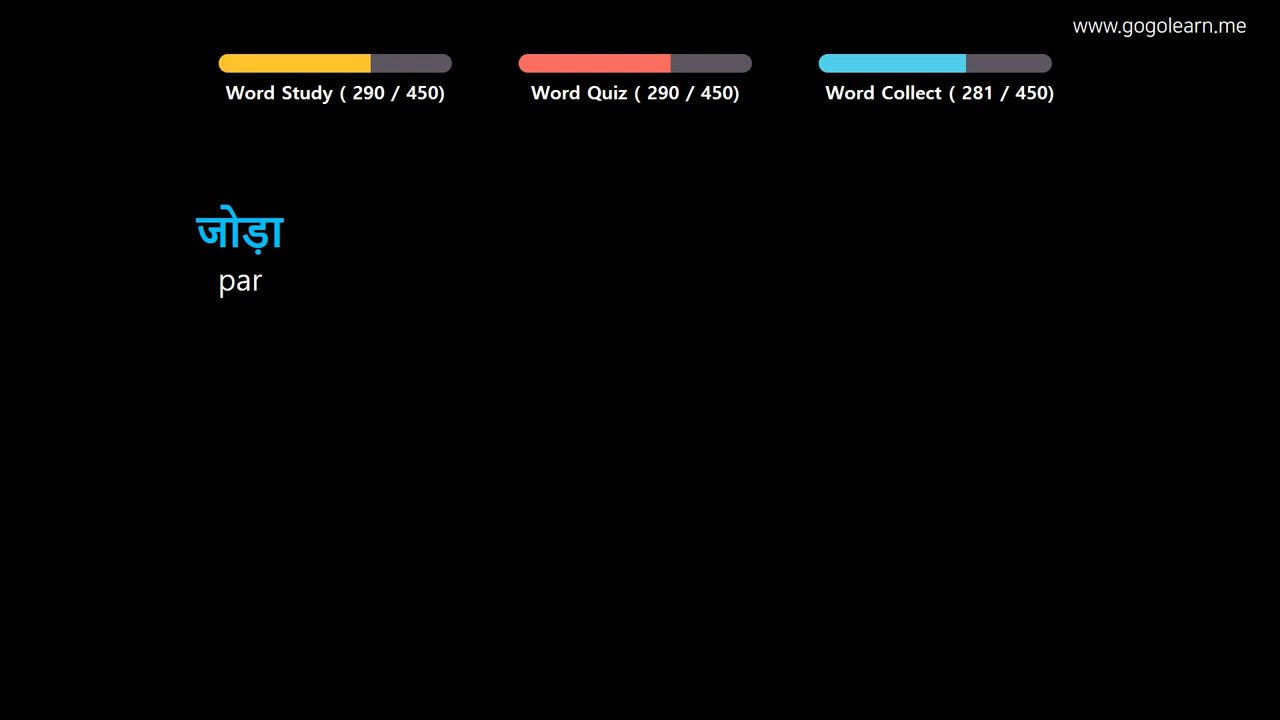 www.gogolearn.me
Word Study ( 290 / 450)
Word Quiz ( 290 / 450)
Word Collect ( 281 / 450)
जोड़ा
par